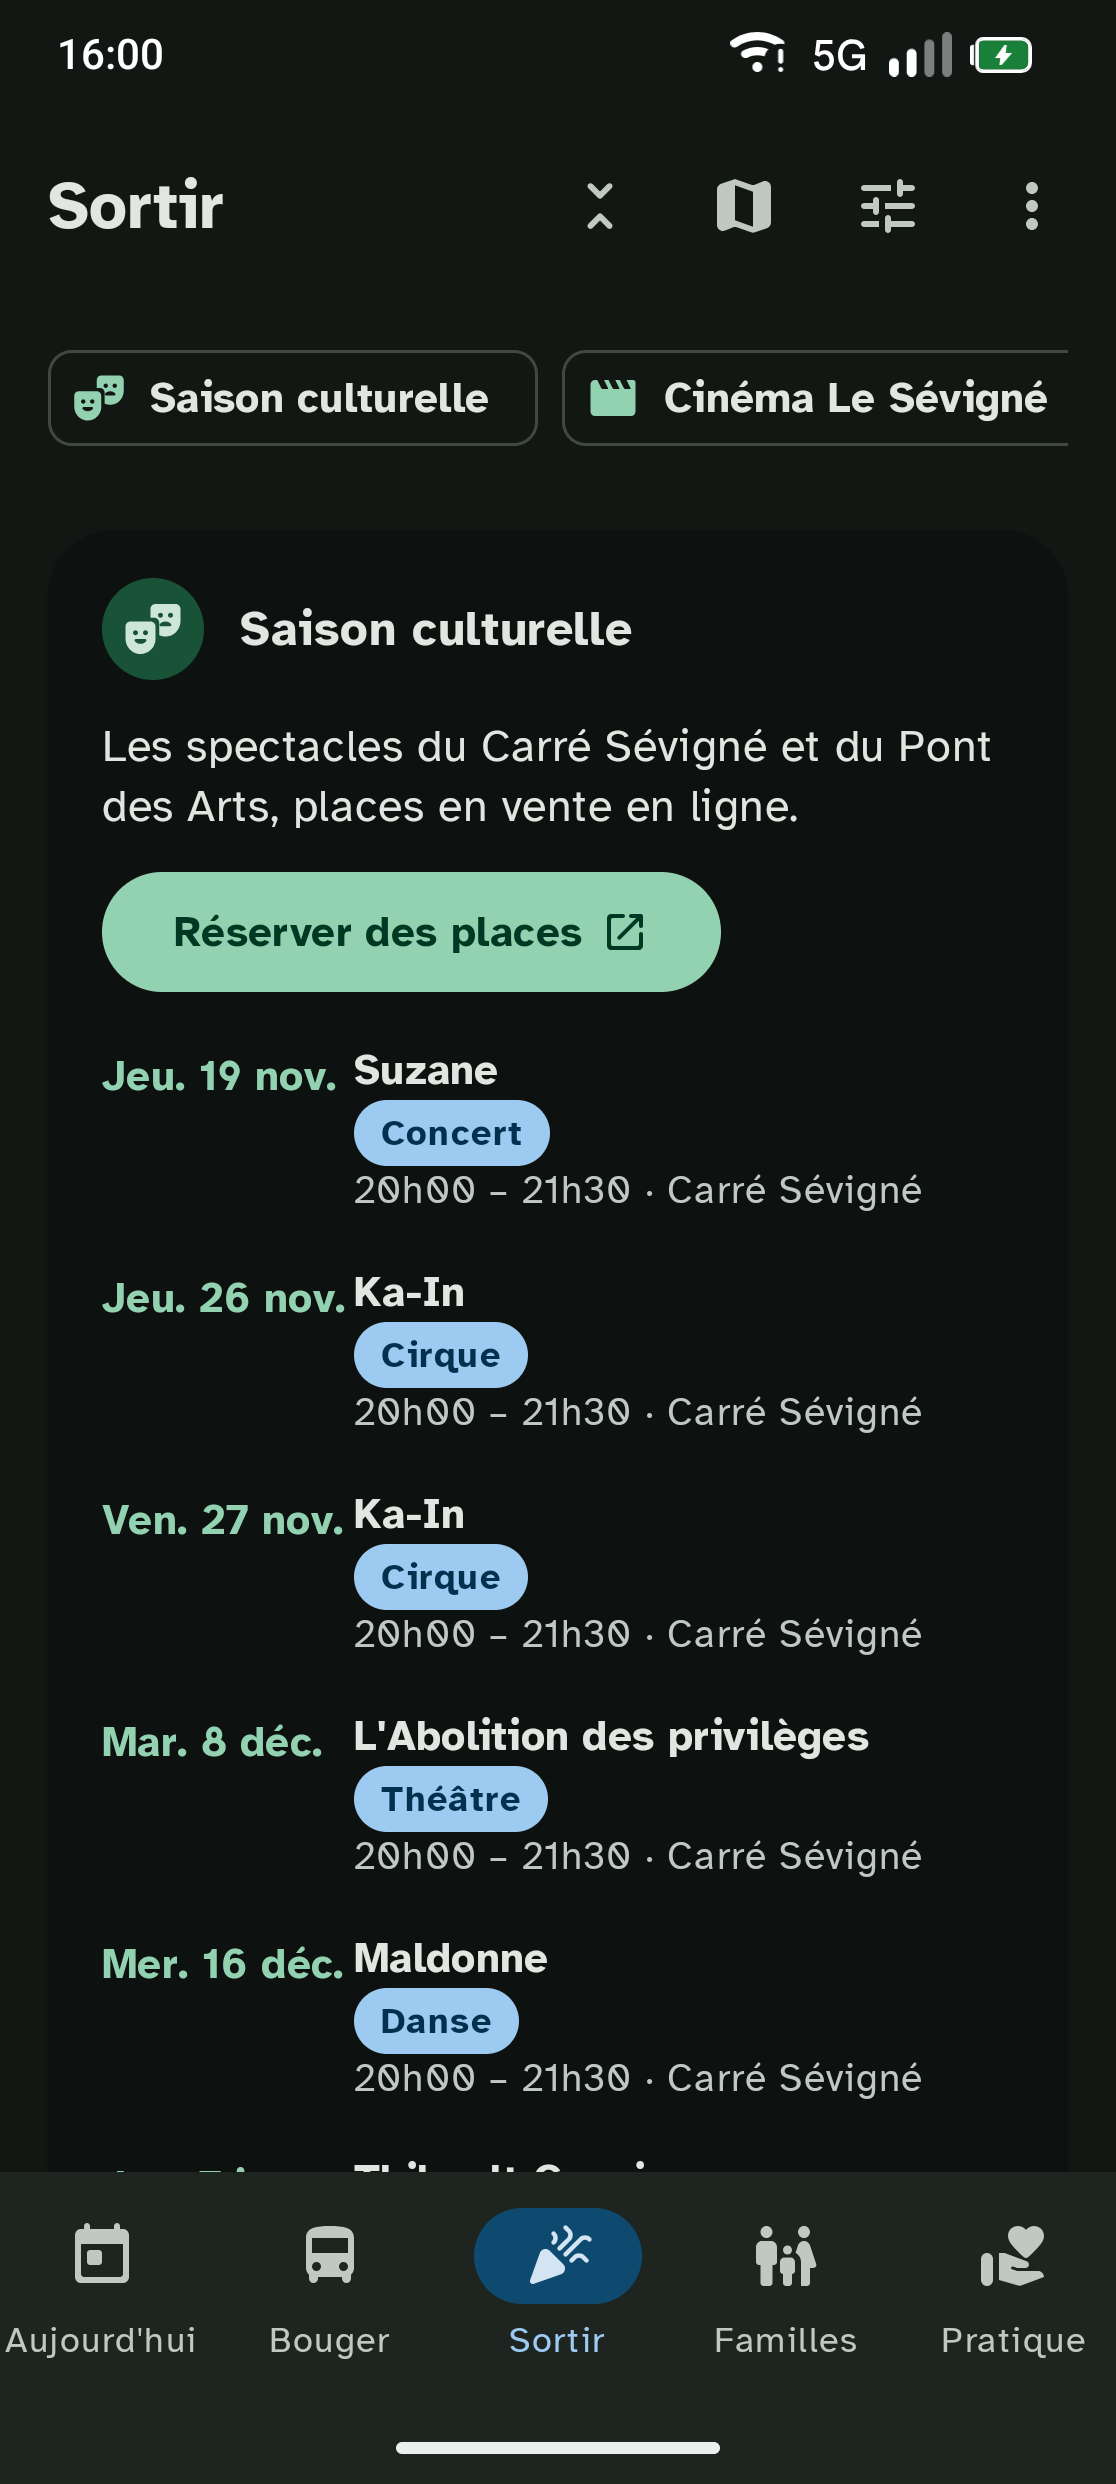 16:00
5G
Sortir
Saison culturelle
Cinéma Le Sévigné
Saison culturelle
Les spectacles du Carré Sévigné et du Pont
des Arts, places en vente en ligne.
Réserver des places
Jeu. 19 nov. Suzane
Concert
20h00 – 21h30 · Carré Sévigné
Jeu. 26 nov. Ka-In
Cirque
20h00 – 21h30 · Carré Sévigné
Ven. 27 nov. Ka-In
Cirque
20h00 – 21h30 · Carré Sévigné
Mar. 8 déc. L'Abolition des privilèges
Théâtre
20h00 – 21h30 · Carré Sévigné
Mer. 16 déc. Maldonne
Danse
20h00 – 21h30 · Carré Sévigné
Aujourd'hui
Bouger
Sortir
Familles
Pratique